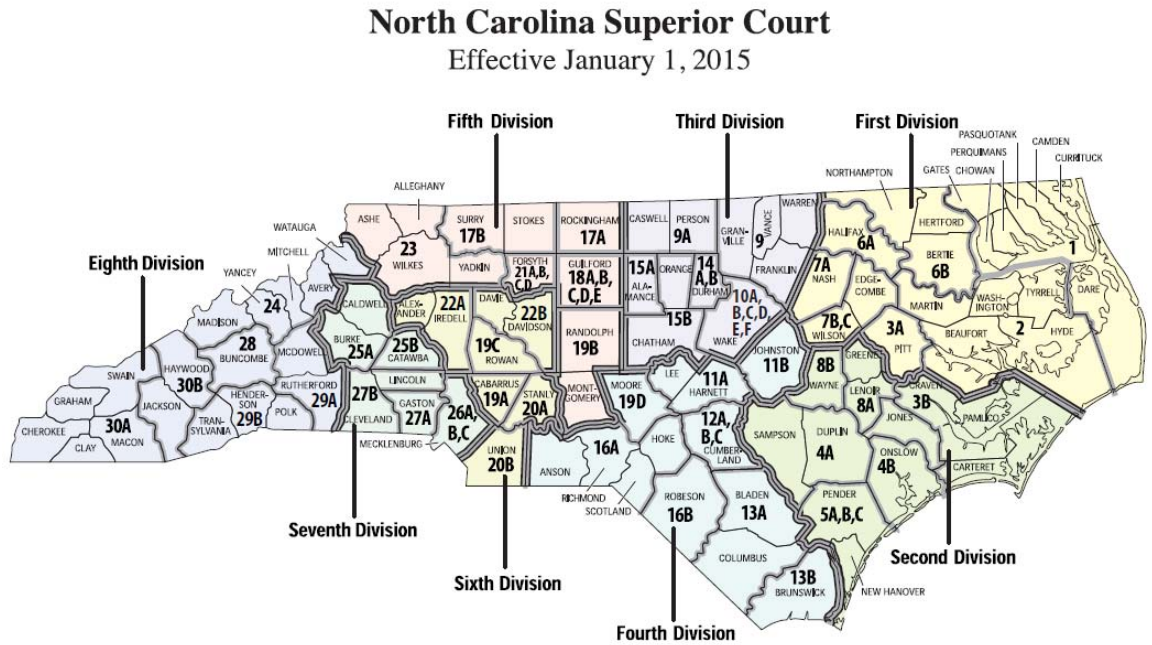 North Carolina Superior Court
Effective January 1, 2015
Fifth Division
Third Division
First Division
PASQUOTANK
CAMDEN
PERQUIMANS
CURRITUCK
NORTHAMPTON
GATES
CHOWAN
ALLEGHANY
WATAUGA
MITCHELL
YANCEY
Eighth Division
ASHE
SURRY
17B
STOKES
ROCKINGHAM
17A
CASWELL
PERSON
9A
GRAN-
VILLE
VANCE
9
WARREN
FRANKLIN
HALIFAX
6A
HERTFORD
BERTIE
6B
1
23
WILKES
YADKIN
FORSYTH
21A,B,
C,D
GUILFORD
18A,B,
C,D,E
15A
ALA-
MANCE
ORANGE
14
A,B
DURHAM
15B
CHATHAM
10A,
B,C,D,
E,F
WAKE
7A
NASH
EDGE-
COMBE
7B,C
WILSON
MARTIN
WASH-
INGTON
TYRRELL
DARE
BEAUFORT
2
HYDE
3A
PITT
24
AVERY
MADISON
28
BUNCOMBE
MCDOWELL
HAYWOOD
30B
SWAIN
GRAHAM
JACKSON
CHEROKEE
30A
MACON
CLAY
TRAN-
SYLVANIA
HENDER-
SON
29B
POLK
RUTHERFORD
29A
CALDWELL
BURKE
25A
ALEX-
ANDER
25B
CATAWBA
22A
IREDELL
DAVIE
22B
DAVIDSON
19C
ROWAN
RANDOLPH
19B
MONT-
GOMERY
27B
CLEVELAND
LINCOLN
GASTON
27A
26A,
B,C
MECKLENBURG
CABARRUS
19A
STANLY
20A
UNION
20B
MOORE
19D
LEE
11A
HARNETT
JOHNSTON
11B
8B
WAYNE
GREENE
LENOIR
8A
CRAVEN
3B
JONES
PAMLICO
CARTERET
ANSON
16A
RICHMOND
SCOTLAND
HOKE
12A,
B,C
CUMBER-
LAND
SAMPSON
DUPLIN
4A
ONSLOW
4B
PENDER
5A,B,C
ROBESON
16B
BLADEN
13A
COLUMBUS
13B
BRUNSWICK
NEW HANOVER
Seventh Division
Sixth Division
Second Division
Fourth Division